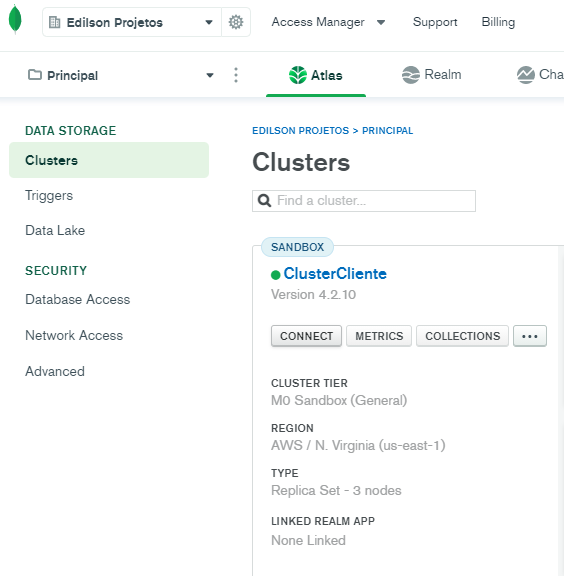 Edilson Projetos
Access Manager
Support
Billing
Principal
Atlas
Realm
Cha
DATA STORAGE
Clusters
Triggers
Data Lake
SECURITY
Database Access
Network Access
Advanced
EDILSON PROJETOS > PRINCIPAL
Clusters
Find a cluster...
SANDBOX
ClusterCliente
Version 4.2.10
CONNECT
METRICS
COLLECTIONS
...
CLUSTER TIER
M0 Sandbox (General)
REGION
AWS / N. Virginia (us-east-1)
TYPE
Replica Set - 3 nodes
LINKED REALM APP
None Linked